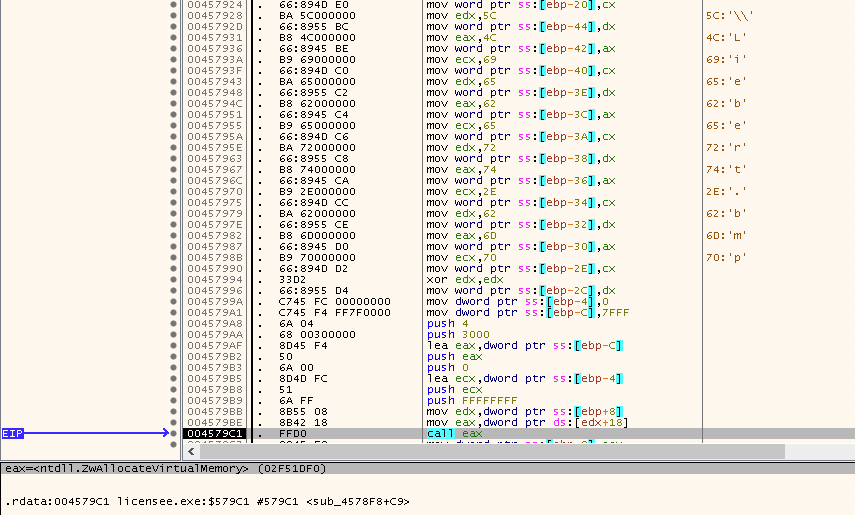 00457924 . 66:894D E0 mov word ptr ss:[ebp-20],cx
00457928 . BA 5C000000 mov edx,5C 5C:'\\'
0045792D . 66:8955 BC mov word ptr ss:[ebp-44],dx
00457931 . B8 4C000000 mov eax,4C 4C:'L'
00457936 . 66:8945 BE mov word ptr ss:[ebp-42],ax
0045793A . B9 69000000 mov ecx,69 69:'i'
0045793F . 66:894D C0 mov word ptr ss:[ebp-40],cx
00457943 . BA 65000000 mov edx,65 65:'e'
00457948 . 66:8955 C2 mov word ptr ss:[ebp-3E],dx
0045794C . B8 62000000 mov eax,62 62:'b'
00457951 . 66:8945 C4 mov word ptr ss:[ebp-3C],ax
00457955 . B9 65000000 mov ecx,65 65:'e'
0045795A . 66:894D C6 mov word ptr ss:[ebp-3A],cx
0045795E . BA 72000000 mov edx,72 72:'r'
00457963 . 66:8955 C8 mov word ptr ss:[ebp-38],dx
00457967 . B8 74000000 mov eax,74 74:'t'
0045796C . 66:8945 CA mov word ptr ss:[ebp-36],ax
00457970 . B9 2E000000 mov ecx,2E 2E:'.'
00457975 . 66:894D CC mov word ptr ss:[ebp-34],cx
00457979 . BA 62000000 mov edx,62 62:'b'
0045797E . 66:8955 CE mov word ptr ss:[ebp-32],dx
00457982 . B8 6D000000 mov eax,6D 6D:'m'
00457987 . 66:8945 D0 mov word ptr ss:[ebp-30],ax
0045798B . B9 70000000 mov ecx,70 70:'p'
00457990 . 66:894D D2 mov word ptr ss:[ebp-2E],cx
00457994 . 33D2 xor edx,edx
00457996 . 66:8955 D4 mov word ptr ss:[ebp-2C],dx
0045799A . C745 FC 00000000 mov dword ptr ss:[ebp-4],0
004579A1 . C745 F4 FF7F0000 mov dword ptr ss:[ebp-C],7FFF
004579A8 . 6A 04 push 4
004579AA . 68 00300000 push 3000
004579AF . 8D45 F4 lea eax,dword ptr ss:[ebp-C]
004579B2 . 50 push eax
004579B3 . 6A 00 push 0
004579B5 . 8D4D FC lea ecx,dword ptr ss:[ebp-4]
004579B8 . 51 push ecx
004579B9 . 6A FF push FFFFFFFF
004579BB . 8B55 08 mov edx,dword ptr ss:[ebp+8]
004579BE . 8B42 18 mov eax,dword ptr ds:[edx+18]
EIP 004579C1 . FFD0 call eax
eax=<ntdll.ZwAllocateVirtualMemory> (02F51DF0)
.rdata:004579C1 licensee.exe:$579C1 #579C1 <sub_4578F8+C9>